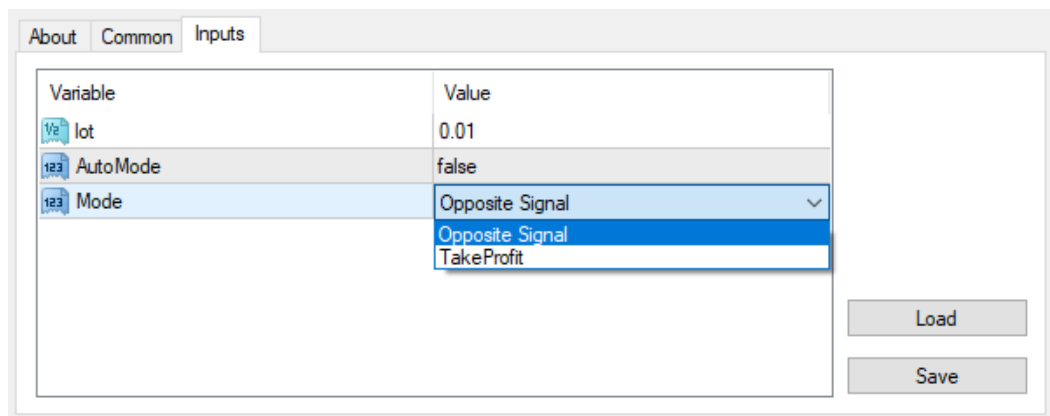 About Common Inputs
Variable Value
lot 0.01
AutoMode false
Mode Opposite Signal
Opposite Signal
TakeProfit
Load
Save